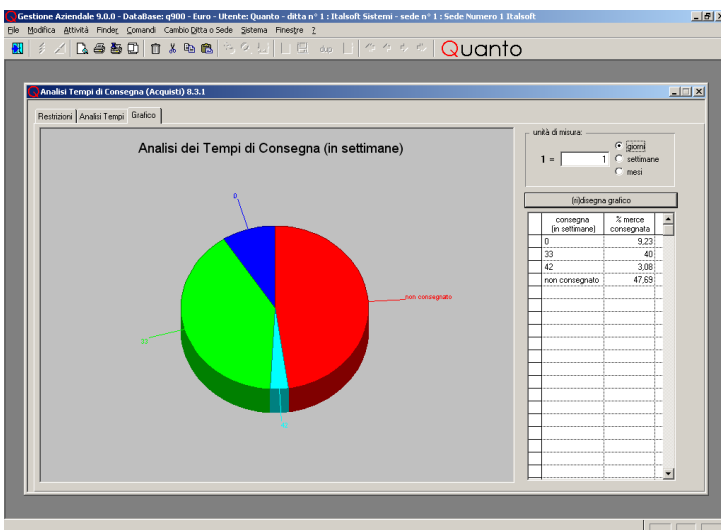 Gestione Aziendale 9.0.0 - DataBase: q900 - Euro - Utente: Quanto - ditta n° 1 : Italsoft Sistemi - sede n° 1 : Sede Numero 1 Italsoft
File Modifica Attività Finder Comandi Cambio Ditta o Sede Sistema Finestre ?
dup
Quanto
Analisi Tempi di Consegna (Acquisti) 8.3.1
Restrizioni Analisi Tempi Grafico
Analisi dei Tempi di Consegna (in settimane)
0
non consegnato
33
42
unità di misura:
1 = 1
giorni
settimane
mesi
(ri)disegna grafico
consegna (in settimane) % merce consegnata
0 9,23
33 40
42 3,08
non consegnato 47,69